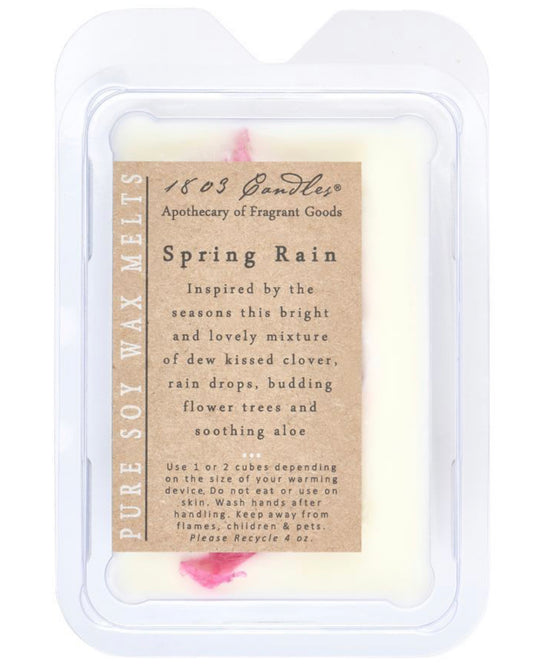 PURE SOY WAX MELTS
1803 Candles®
Apothecary of Fragrant Goods
Spring Rain
Inspired by the
seasons this bright
and lovely mixture
of dew kissed clover,
rain drops, budding
flower trees and
soothing aloe
•••
Use 1 or 2 cubes depending
on the size of your warming
device. Do not eat or use on
skin. Wash hands after
handling. Keep away from
flames, children & pets.
Please Recycle 4 oz.